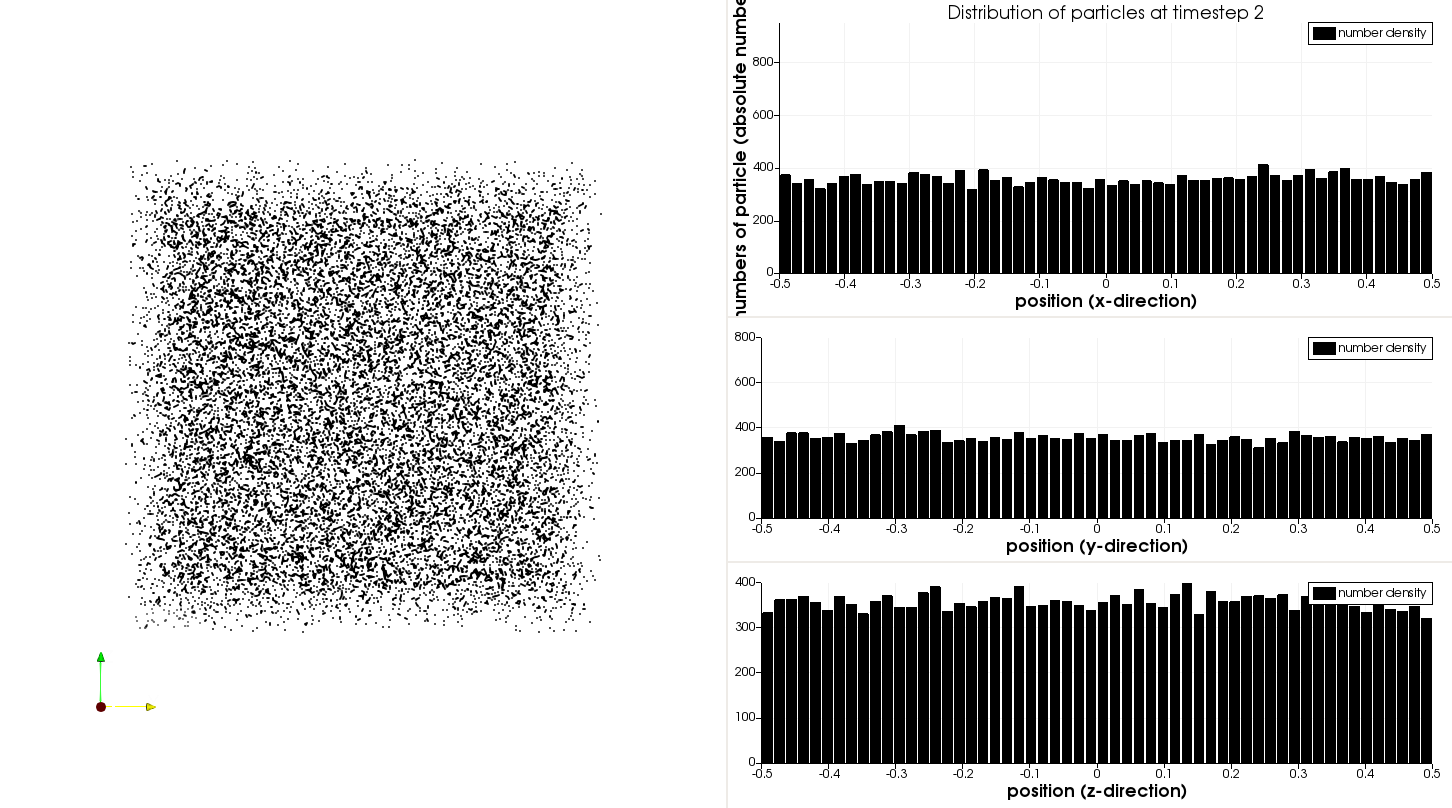 Distribution of particles at timestep 2
numbers of particle (absolute numbe
number density
800
600
400
200
0
-0.5 -0.4 -0.3 -0.2 -0.1 0 0.1 0.2 0.3 0.4 0.5
position (x-direction)
number density
800
600
400
200
0
-0.5 -0.4 -0.3 -0.2 -0.1 0 0.1 0.2 0.3 0.4 0.5
position (y-direction)
number density
400
300
200
100
0
-0.5 -0.4 -0.3 -0.2 -0.1 0 0.1 0.2 0.3 0.4 0.5
position (z-direction)